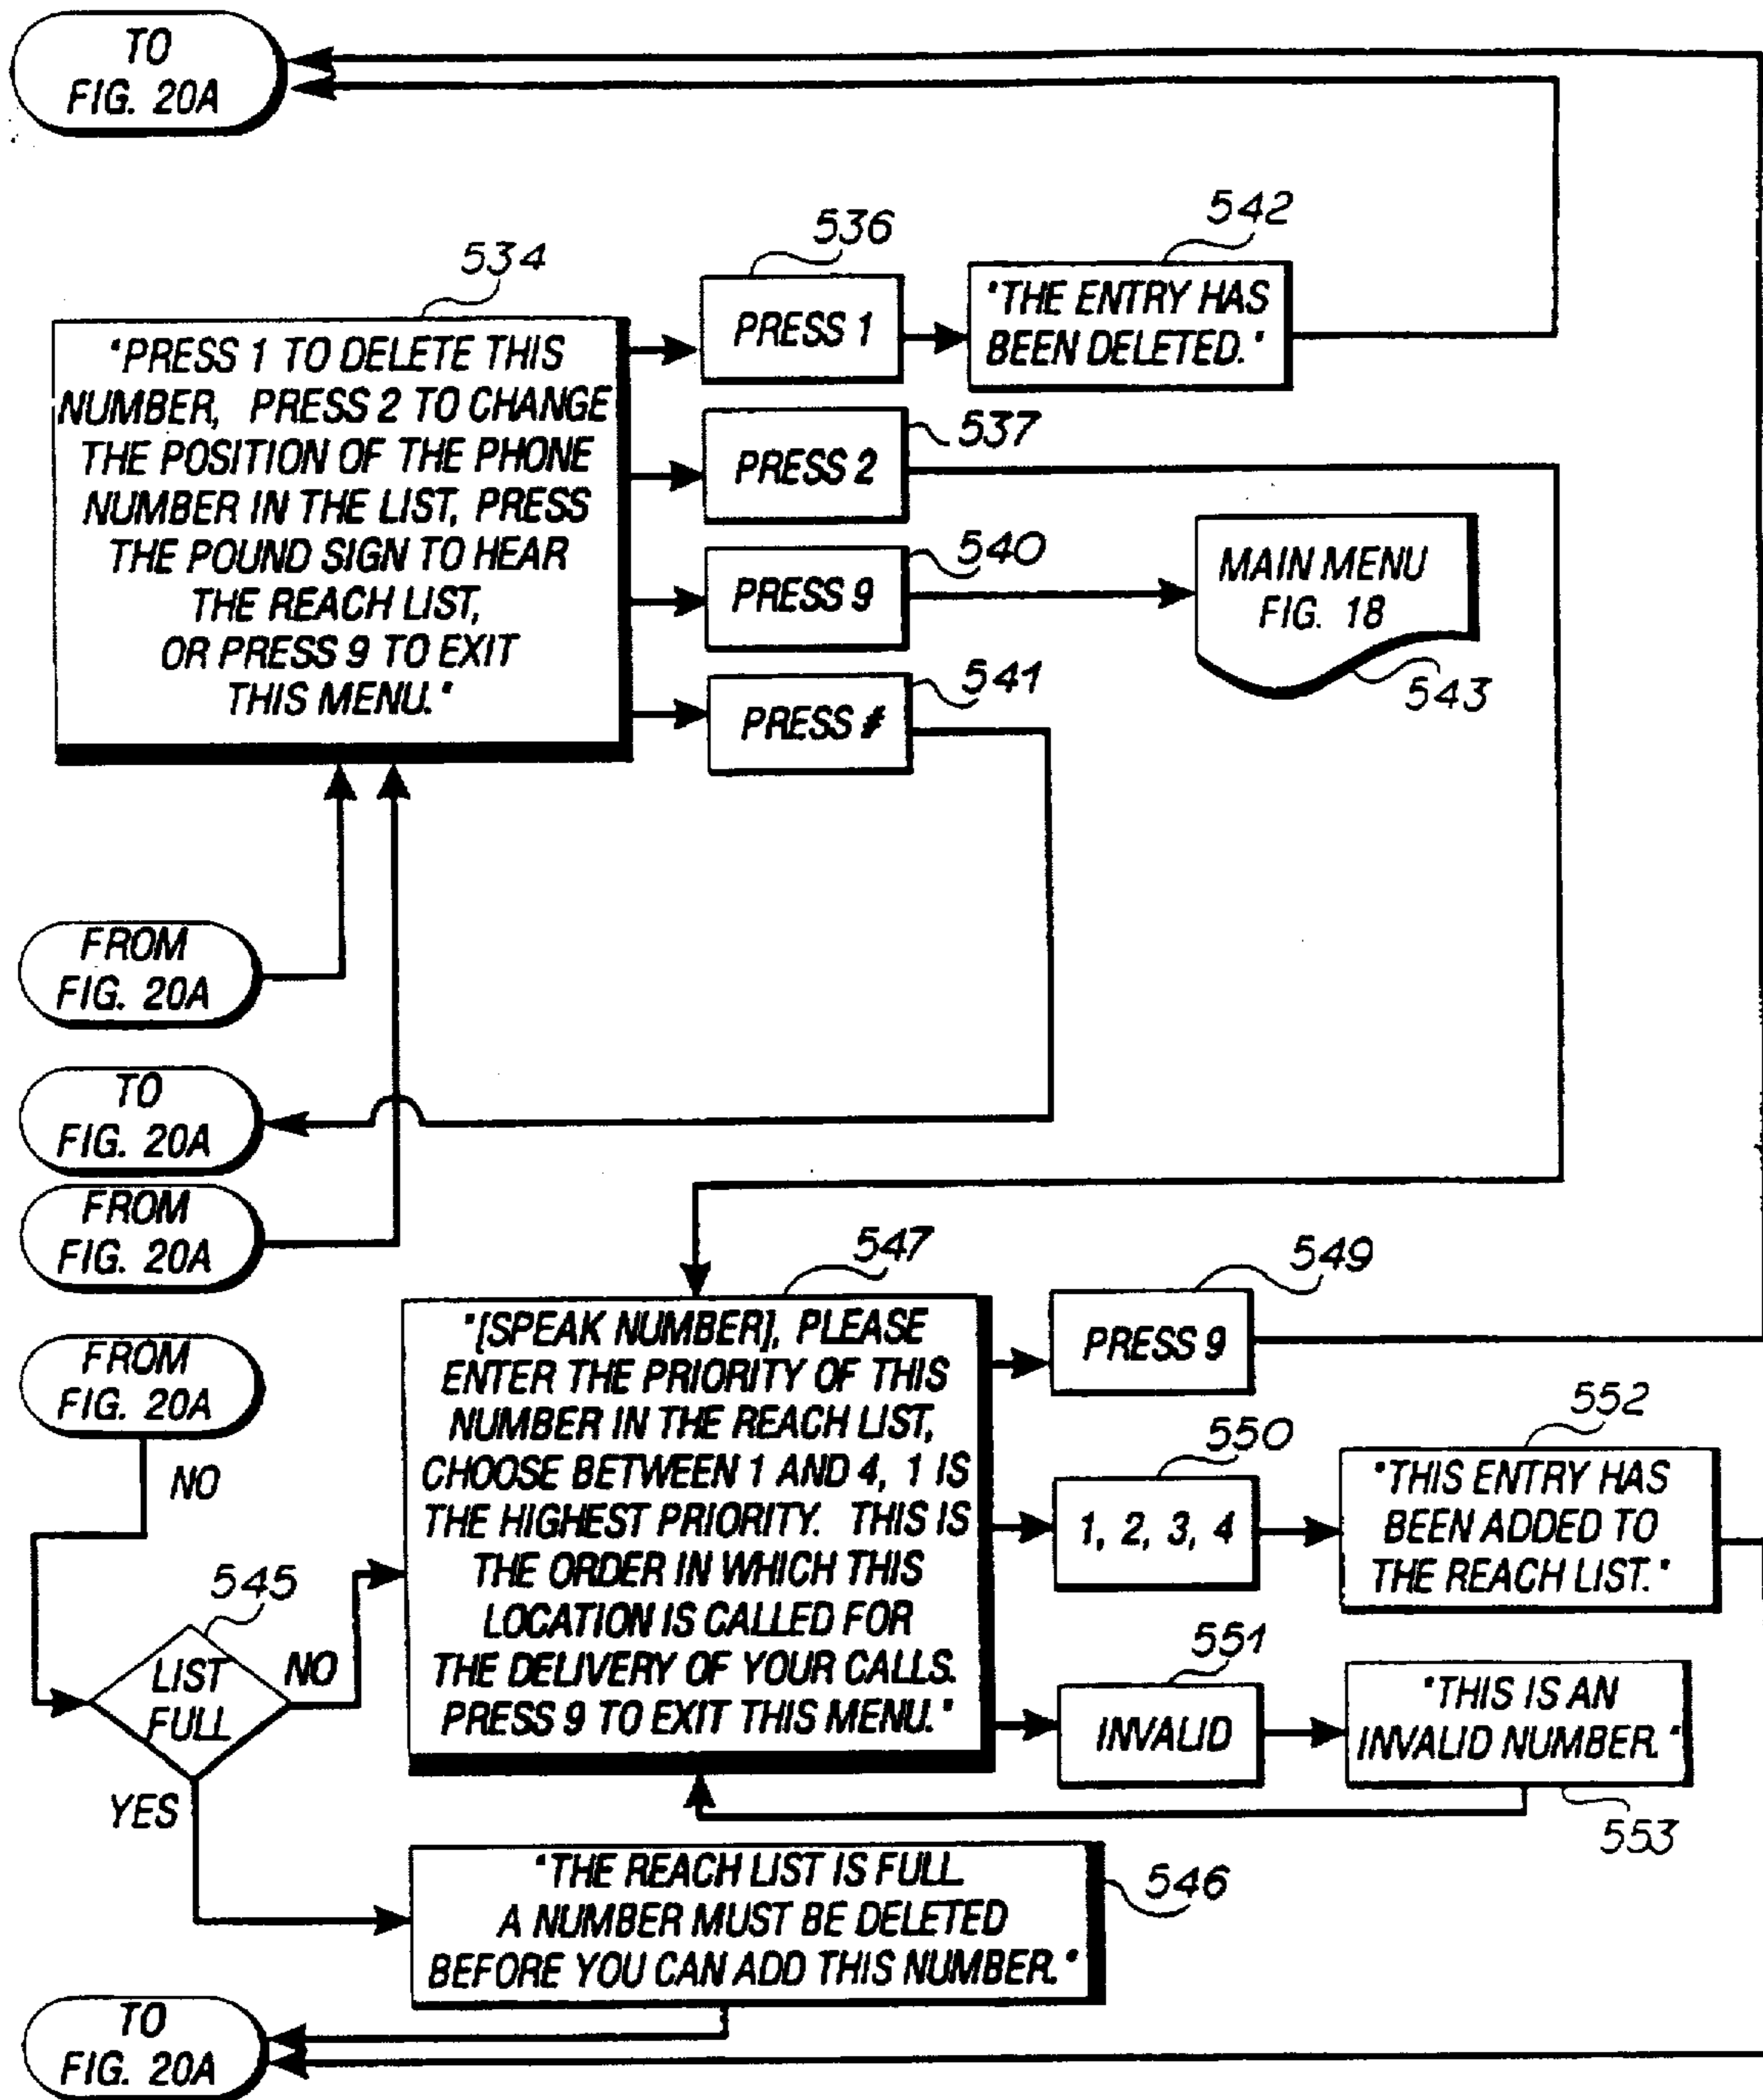 TO
FIG. 20A
534
536
542
"PRESS 1 TO DELETE THIS
NUMBER, PRESS 2 TO CHANGE
THE POSITION OF THE PHONE
NUMBER IN THE LIST, PRESS
THE POUND SIGN TO HEAR
THE REACH LIST,
OR PRESS 9 TO EXIT
THIS MENU."
PRESS 1
"THE ENTRY HAS
BEEN DELETED."
PRESS 2
537
PRESS 9
540
MAIN MENU
FIG. 18
543
PRESS #
541
FROM
FIG. 20A
TO
FIG. 20A
FROM
FIG. 20A
FROM
FIG. 20A
NO
545
LIST
FULL
NO
YES
547
"[SPEAK NUMBER], PLEASE
ENTER THE PRIORITY OF THIS
NUMBER IN THE REACH LIST,
CHOOSE BETWEEN 1 AND 4, 1 IS
THE HIGHEST PRIORITY. THIS IS
THE ORDER IN WHICH THIS
LOCATION IS CALLED FOR
THE DELIVERY OF YOUR CALLS.
PRESS 9 TO EXIT THIS MENU."
549
PRESS 9
550
1, 2, 3, 4
552
"THIS ENTRY HAS
BEEN ADDED TO
THE REACH LIST."
551
INVALID
"THIS IS AN
INVALID NUMBER."
553
"THE REACH LIST IS FULL.
A NUMBER MUST BE DELETED
BEFORE YOU CAN ADD THIS NUMBER."
546
TO
FIG. 20A